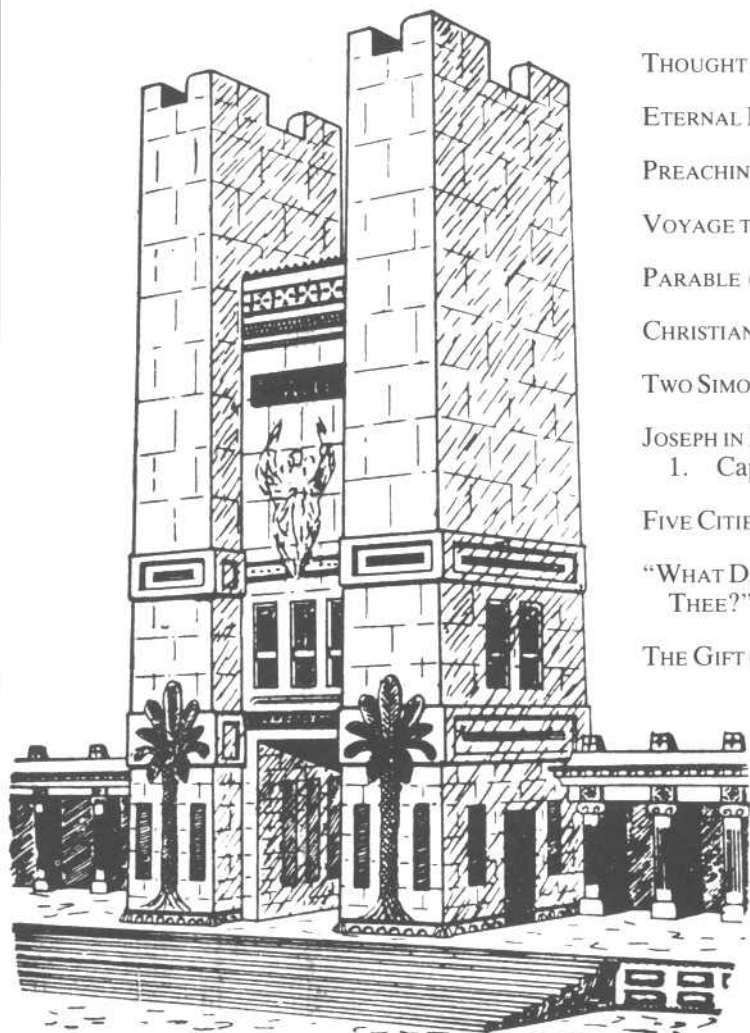 THOUGHT
ETERNAL
PREACHIN
VOYAGE T
PARABLE
CHRISTIAN
TWO SIMO
JOSEPH IN
1. Cap
FIVE CITIE
“WHAT D
THEE?”
THE GIFT